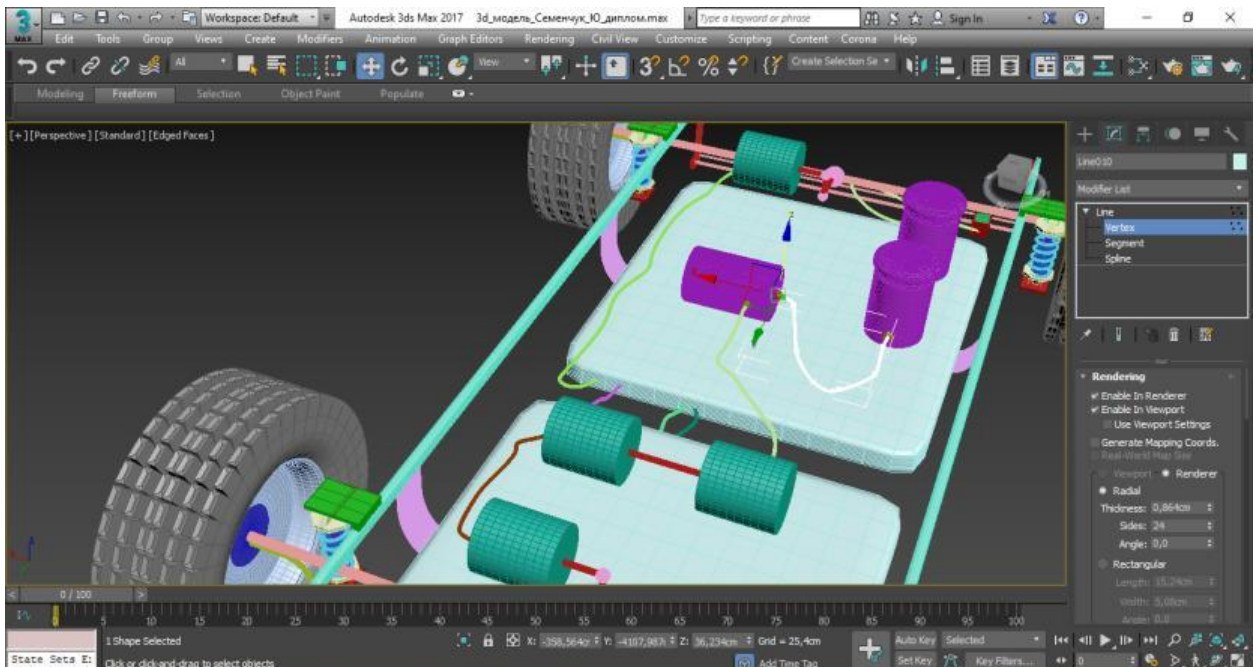 3 MAX
Workspace: Default
Autodesk 3ds Max 2017 3d_модель_Семенчук_Ю_диплом.max
Type a keyword or phrase
Sign In
Edit Tools Group Views Create Modifiers Animation Graph Editors Rendering Civil View Customize Scripting Content Corona Help
All
View
Create Selection Se
Modeling Freeform Selection Object Paint Populate
[+] [Perspective] [Standard] [Edged Faces]
Line010
Modifier List
Line
Vertex
Segment
Spline
Rendering
Enable In Renderer
Enable In Viewport
Use Viewport Settings
Generate Mapping Coords.
Real-World Map Size
Viewport Renderer
Radial
Thickness: 0,864cm
Sides: 24
Angle: 0,0
Rectangular
Length: 15,24cm
Width: 5,08cm
Angle: 0,0
0 / 100
5 10 15 20 25 30 35 40 45 50 55 60 65 70 75 80 85 90 95 100
1 Shape Selected
X: -358,564cr Y: -4107,987c Z: 36,234cm Grid = 25,4cm
Auto Key Selected
State Sets E:
Click or click-and-drag to select objects
Add Time Tag
Set Key Key Filters...
0